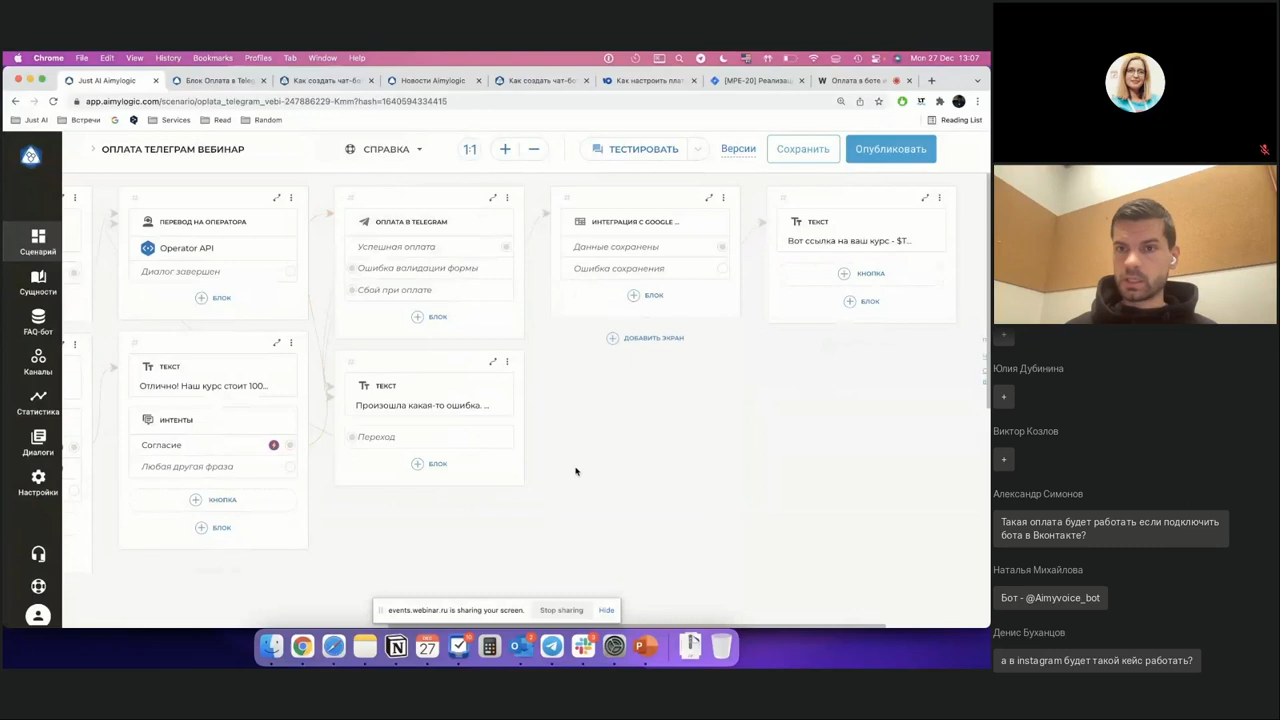 Chrome File Edit View History Bookmarks Profiles Tab Window Help
Mon 27 Dec 13:07
Just AI Aimylogic
Блок Оплата в Теле
Как создать чат-бо
Новости Aimylogic
Как создать чат-бо
Как настроить плат
[MPE-20] Реализац
Оплата в боте и
app.aimylogic.com/scenario/oplata_telegram_vebi-247886229-Kmm?hash=1640594334415
Just AI Встречи Services Read Random
Reading List
ОПЛАТА ТЕЛЕГРАМ ВЕБИНАР
СПРАВКА
1:1
ТЕСТИРОВАТЬ
Версии
Сохранить
Опубликовать
Сценарий
Сущности
FAQ-бот
Каналы
Статистика
Диалоги
Настройки
ПЕРЕВОД НА ОПЕРАТОРА
Operator API
Диалог завершен
БЛОК
ТЕКСТ
Отлично! Наш курс стоит 100...
ИНТЕНТЫ
Согласие
Любая другая фраза
КНОПКА
БЛОК
ОПЛАТА В TELEGRAM
Успешная оплата
Ошибка валидации формы
Сбой при оплате
БЛОК
ТЕКСТ
Произошла какая-то ошибка. ...
Переход
БЛОК
ИНТЕГРАЦИЯ С GOOGLE ...
Данные сохранены
Ошибка сохранения
БЛОК
ДОБАВИТЬ ЭКРАН
ТЕКСТ
Вот ссылка на ваш курс - $T...
КНОПКА
БЛОК
events.webinar.ru is sharing your screen.
Stop sharing
Hide
DEC
27
Юлия Дубинина
+
Виктор Козлов
+
Александр Симонов
Такая оплата будет работать если подключить
бота в Вконтакте?
Наталья Михайлова
Бот - @Aimyvoice_bot
Денис Буханцов
а в instagram будет такой кейс работать?